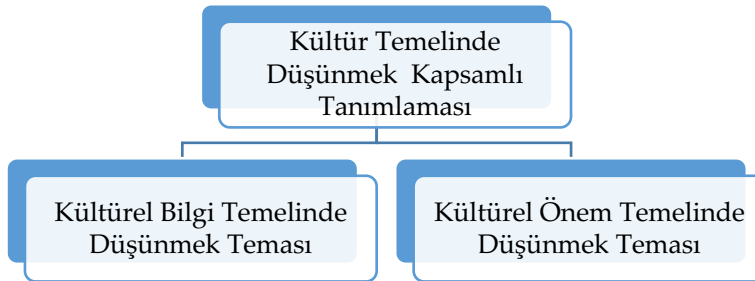 Kültür Temelinde
Düşünmek Kapsamlı
Tanımlaması
Kültürel Bilgi Temelinde
Düşünmek Teması
Kültürel Önem Temelinde
Düşünmek Teması